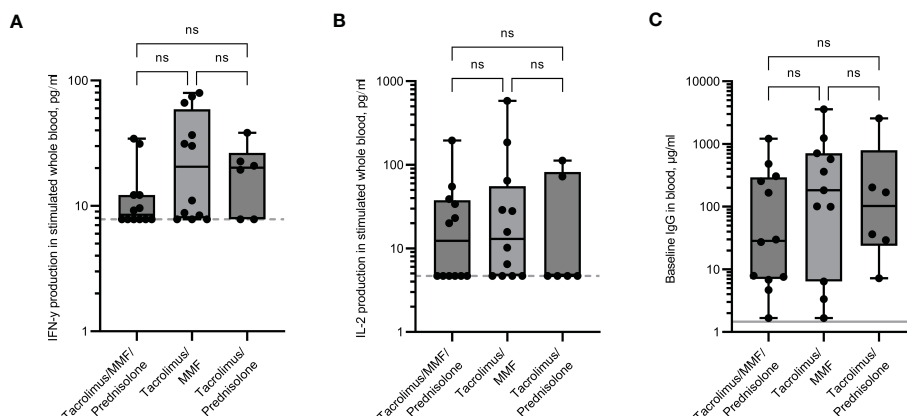 A
ns
ns
ns
IFN-y production in stimulated whole blood, pg/ml
100
10
1
Tacrolimus/MMF/
Prednisolone
Tacrolimus/
MMF
Tacrolimus/
Prednisolone
B
ns
ns
ns
IL-2 production in stimulated whole blood, pg/ml
1000
100
10
1
Tacrolimus/MMF/
Prednisolone
Tacrolimus/
MMF
Tacrolimus/
Prednisolone
C
ns
ns
ns
Baseline IgG in blood, µg/ml
10000
1000
100
10
1
Tacrolimus/MMF/
Prednisolone
Tacrolimus/
MMF
Tacrolimus/
Prednisolone